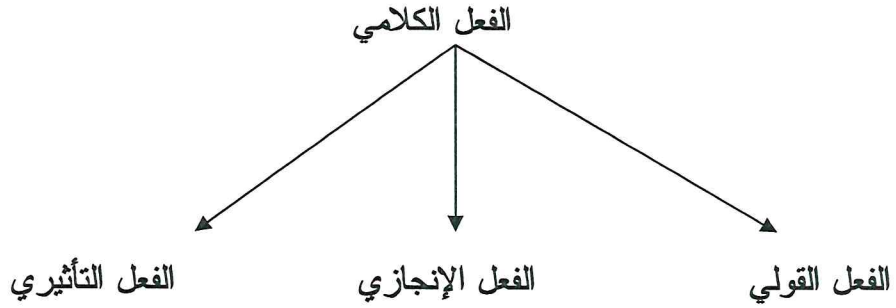 الفعل الكلامي
الفعل القولي الفعل الإنجازي الفعل التأثيري